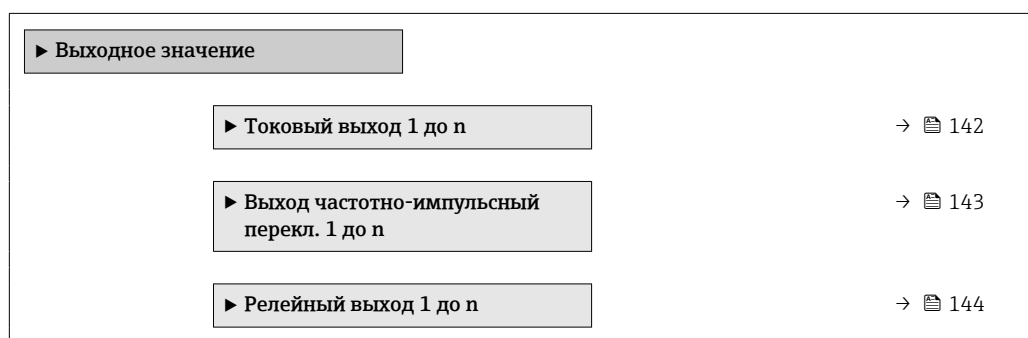 ▶ Выходное значение
▶ Токовый выход 1 до n → 🖹 142
▶ Выход частотно-импульсный → 🖹 143
перекл. 1 до n
▶ Релейный выход 1 до n → 🖹 144